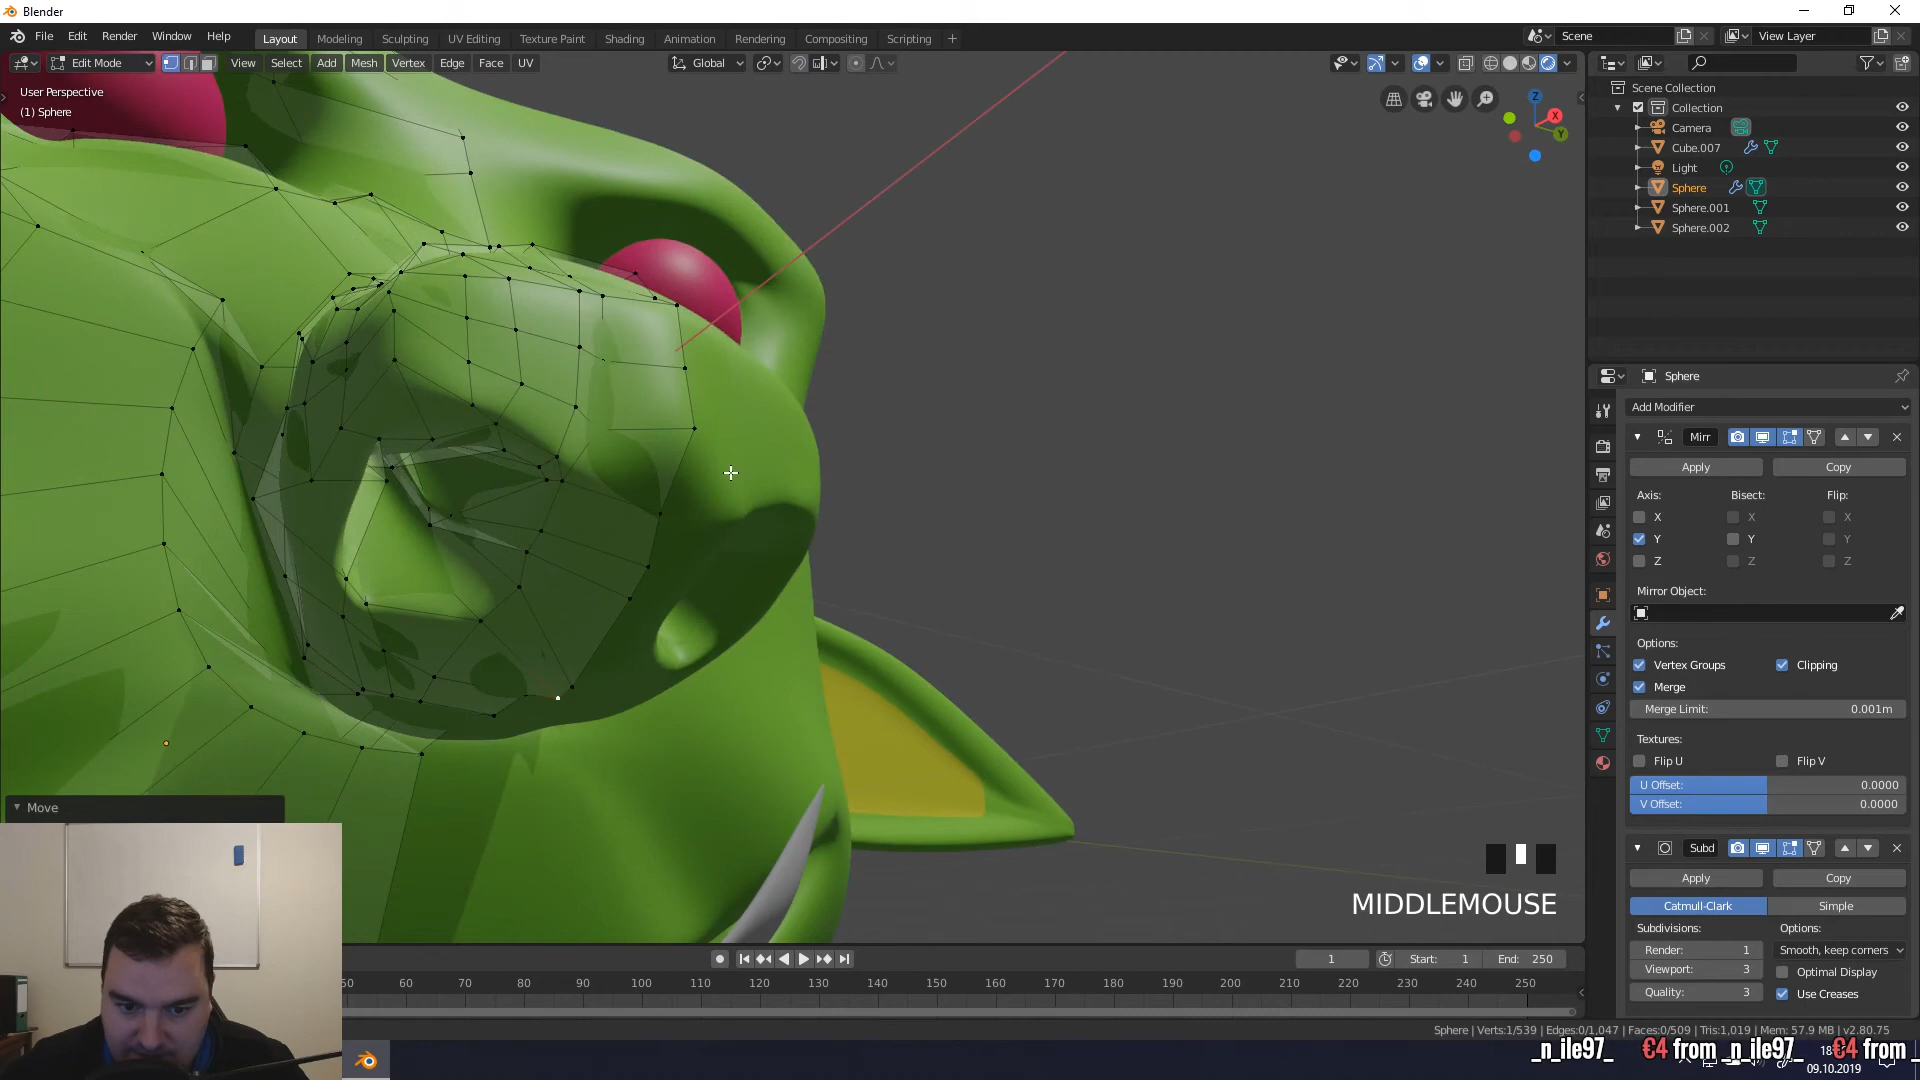 Blender
File Edit Render Window Help
Layout Modeling Sculpting UV Editing Texture Paint Shading Animation Rendering Compositing Scripting +
Scene
View Layer
Edit Mode View Select Add Mesh Vertex Edge Face UV
Global
User Perspective
(1) Sphere
Z
X
Y
Scene Collection
Collection
Camera
Cube.007
Light
Sphere
Sphere.001
Sphere.002
Sphere
Add Modifier
Mirr
Apply Copy
Axis: Bisect: Flip:
X X X
Y Y Y
Z Z Z
Mirror Object:
Options:
Vertex Groups Clipping
Merge
Merge Limit: 0.001m
Textures:
Flip U Flip V
U Offset: 0.0000
V Offset: 0.0000
Subd
Apply Copy
Catmull-Clark Simple
Subdivisions: Options:
Render: 1 Smooth, keep corners
Viewport: 3 Optimal Display
Quality: 3 Use Creases
Move
MIDDLEMOUSE
1 Start: 1 End: 250
50 60 70 80 90 100 110 120 130 140 150 160 170 180 190 200 210 220 230 240 250
Sphere | Verts:1/539 | Edges:0/1,047 | Faces:0/509 | Tris:1,019 | Mem: 57.9 MB | v2.80.75
_n_ile97_ €4 from _n_ile97_ €4 from
09.10.2019